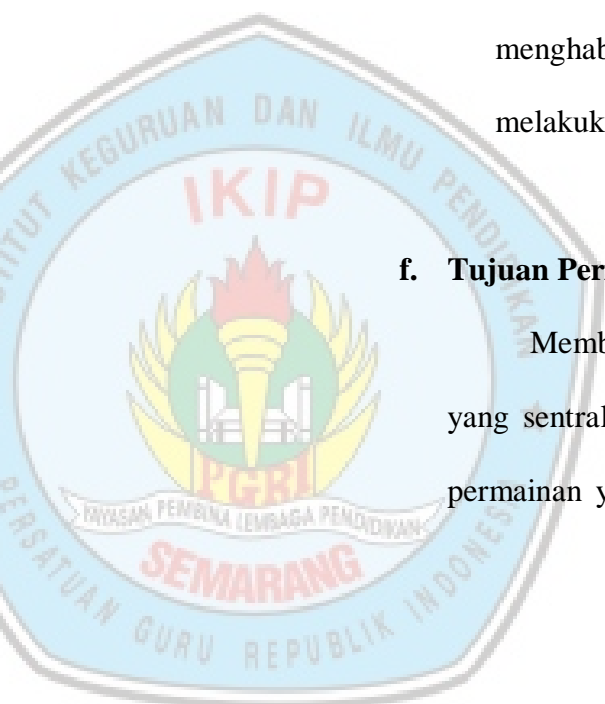 menghab
melakuk
f. Tujuan Per
Memb
yang sentral
permainan y
INSTITUT KEGURUAN DAN ILMU PENDIDIKAN
IKIP
PGRI
YAYASAN PEMBINA LEMBAGA PENDIDIKAN
SEMARANG
PERSATUAN GURU REPUBLIK INDONESIA